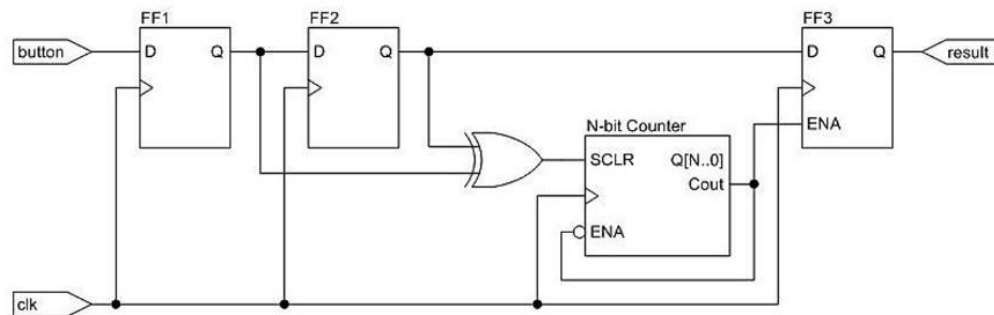 FF1
FF2
FF3
button
D Q
D Q
D Q
result
N-bit Counter
ENA
SCLR Q[N..0]
Cout
ENA
clk